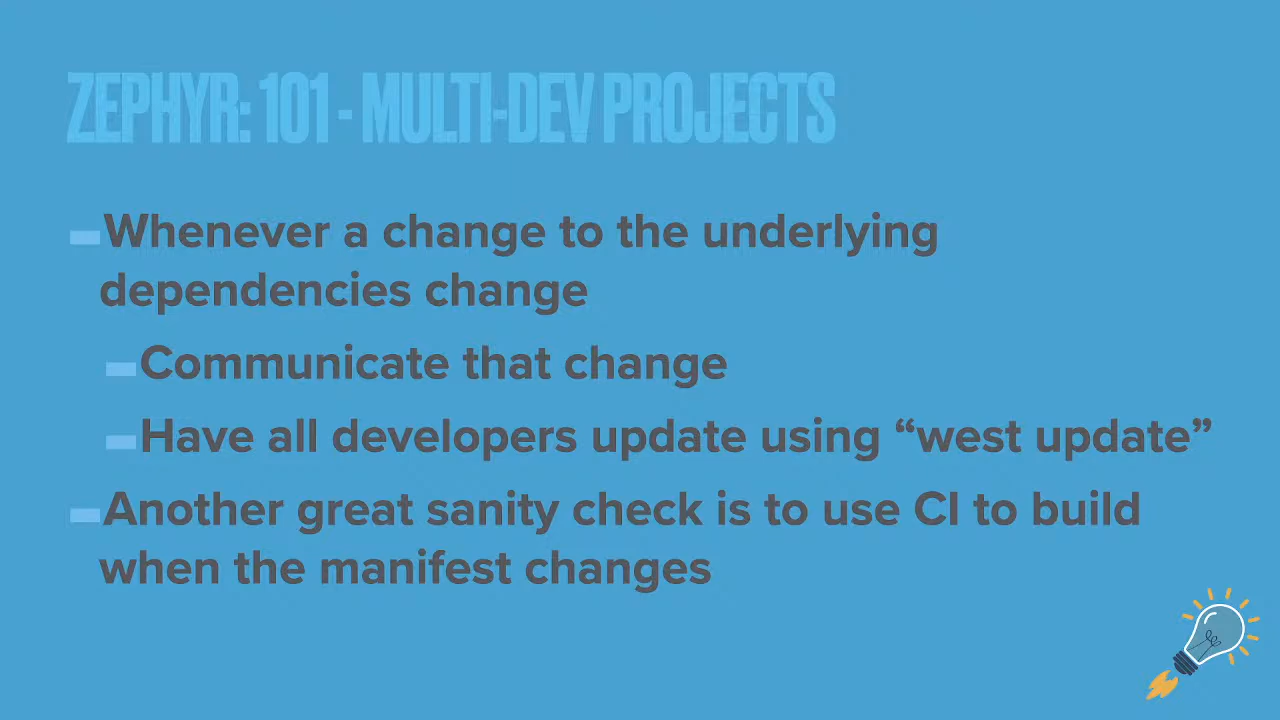 ZEPHYR: 101 - MULTI-DEV PROJECTS
Whenever a change to the underlying
dependencies change
Communicate that change
Have all developers update using “west update”
Another great sanity check is to use CI to build
when the manifest changes